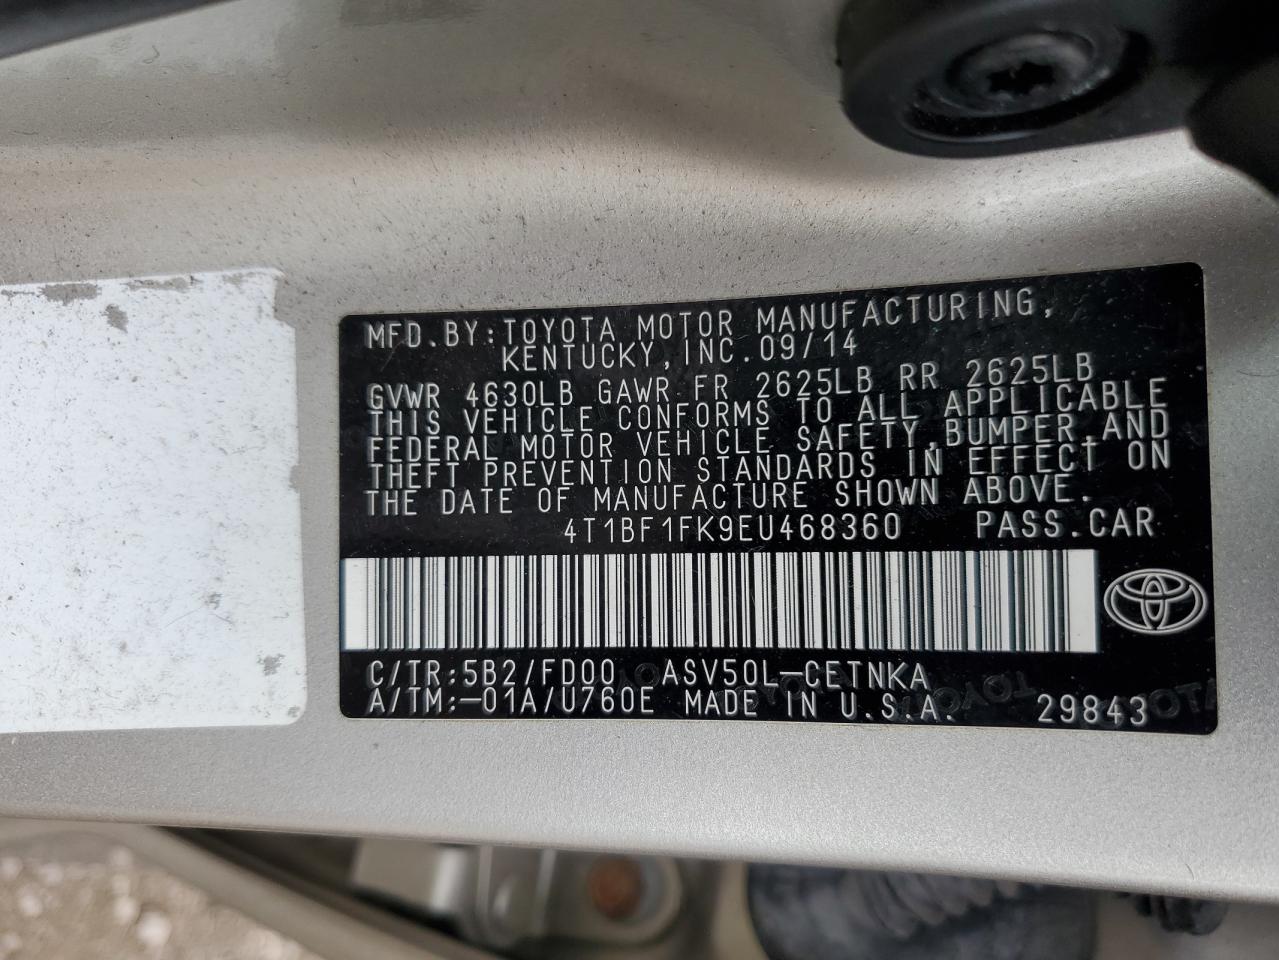 MFD.BY:TOYOTA MOTOR MANUFACTURING,
KENTUCKY,INC.09/14
GVWR 4630LB GAWR FR 2625LB RR 2625LB
THIS VEHICLE CONFORMS TO ALL APPLICABLE
FEDERAL MOTOR VEHICLE SAFETY,BUMPER,AND
THEFT PREVENTION STANDARDS IN EFFECT ON
THE DATE OF MANUFACTURE SHOWN ABOVE.
4T1BF1FK9EU468360 PASS.CAR
C/TR:5B2/FD00 ASV50L-CETNKA
A/TM:-01A/U760E MADE IN U.S.A. 29843